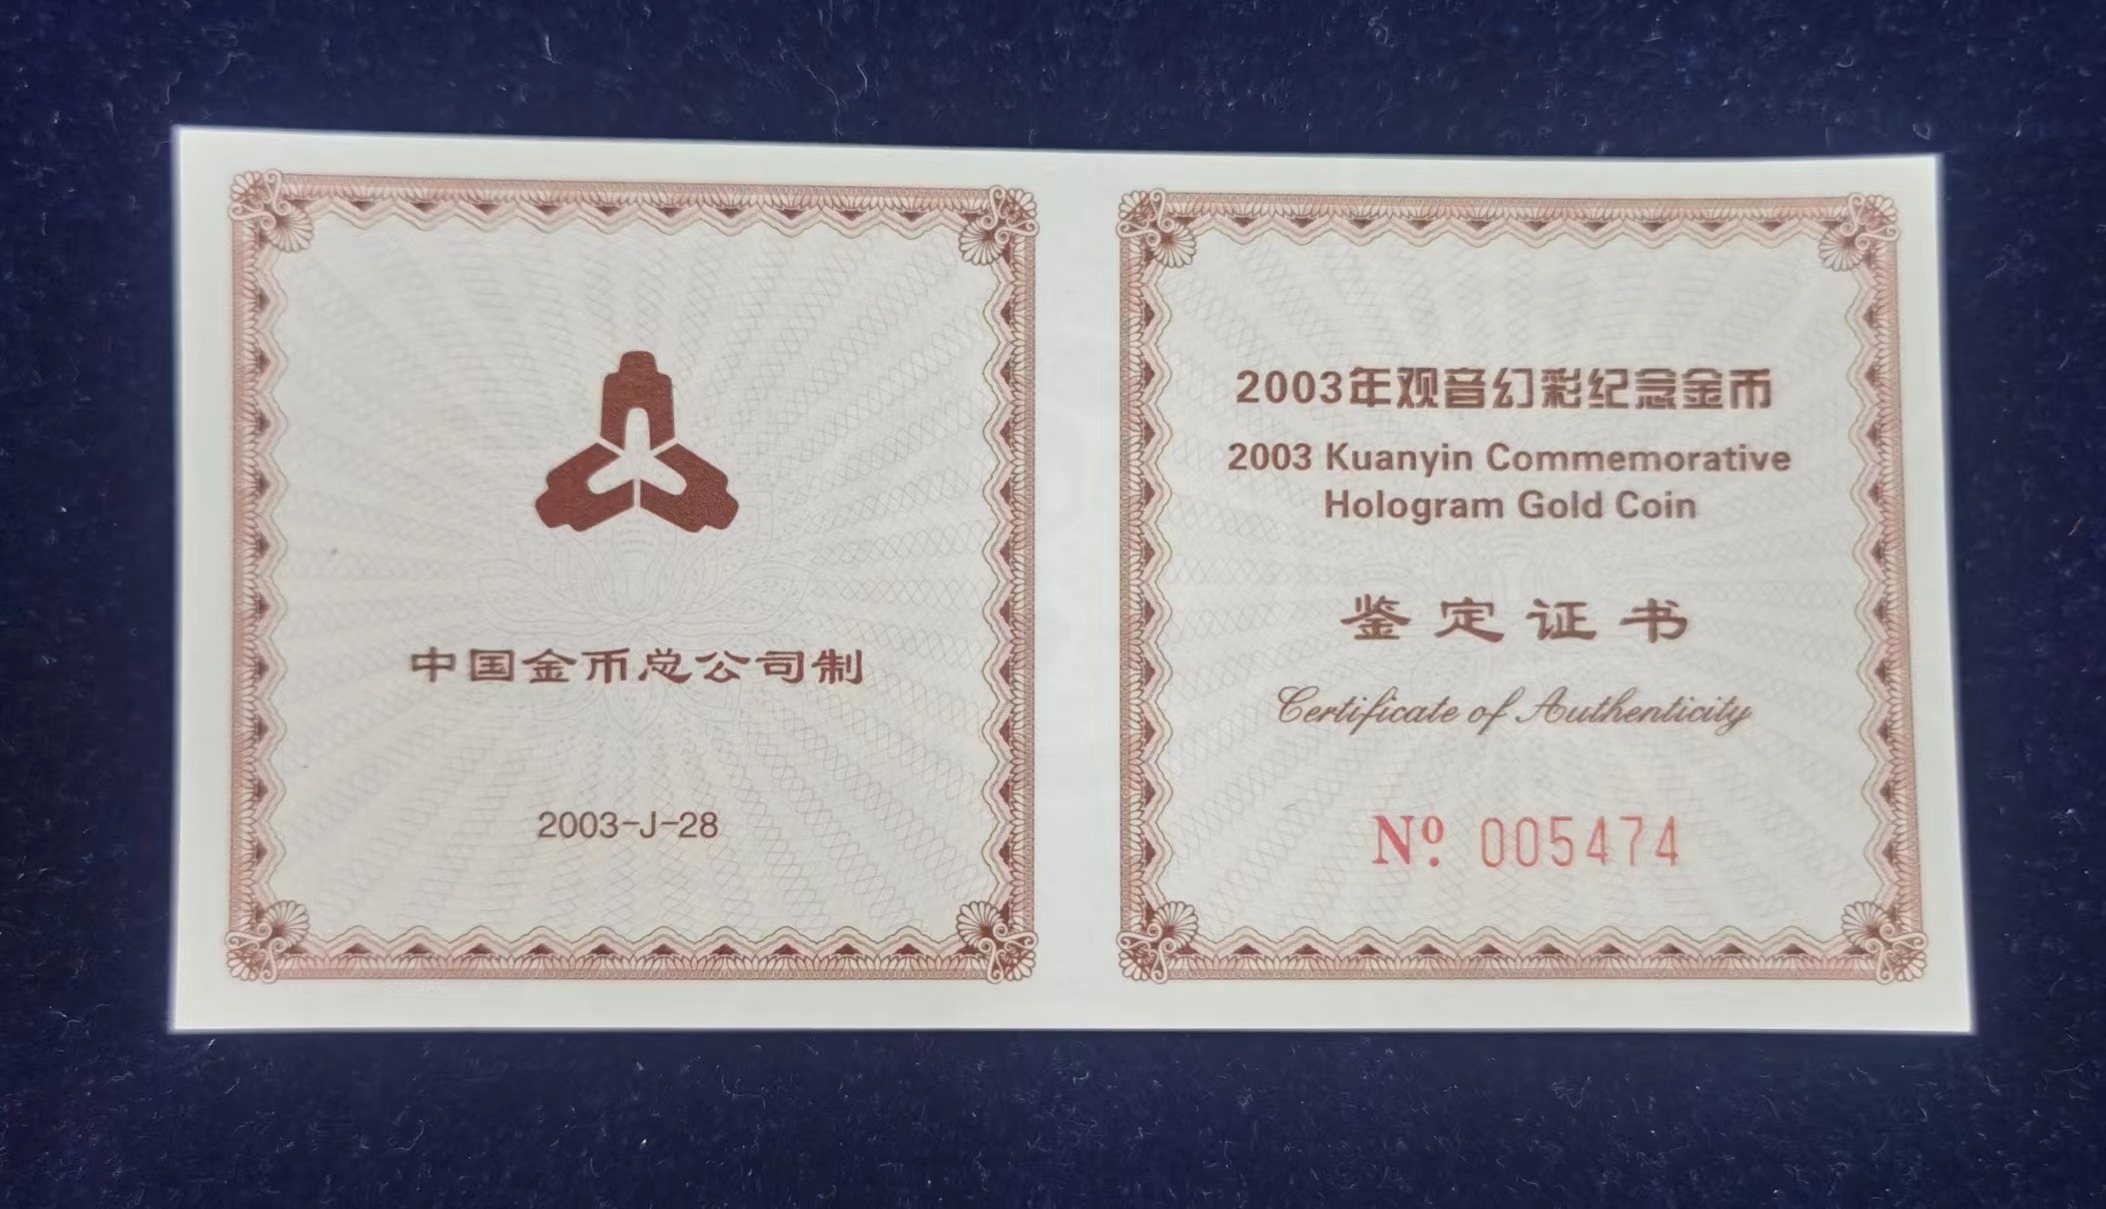 中国金币总公司制
2003-J-28
2003年观音幻彩纪念金币
2003 Kuanyin Commemorative
Hologram Gold Coin
鉴定证书
Certificate of Authenticity
Nº 005474